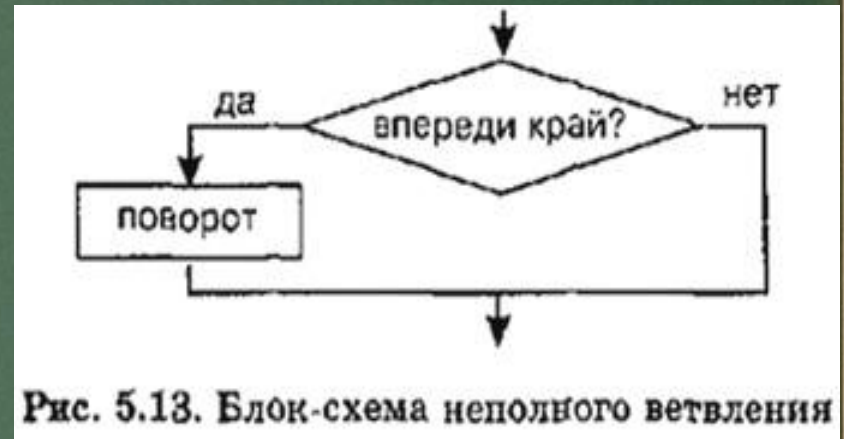 да
впереди край?
нет
поворот
Рис. 5.13. Блок-схема неполного ветвления